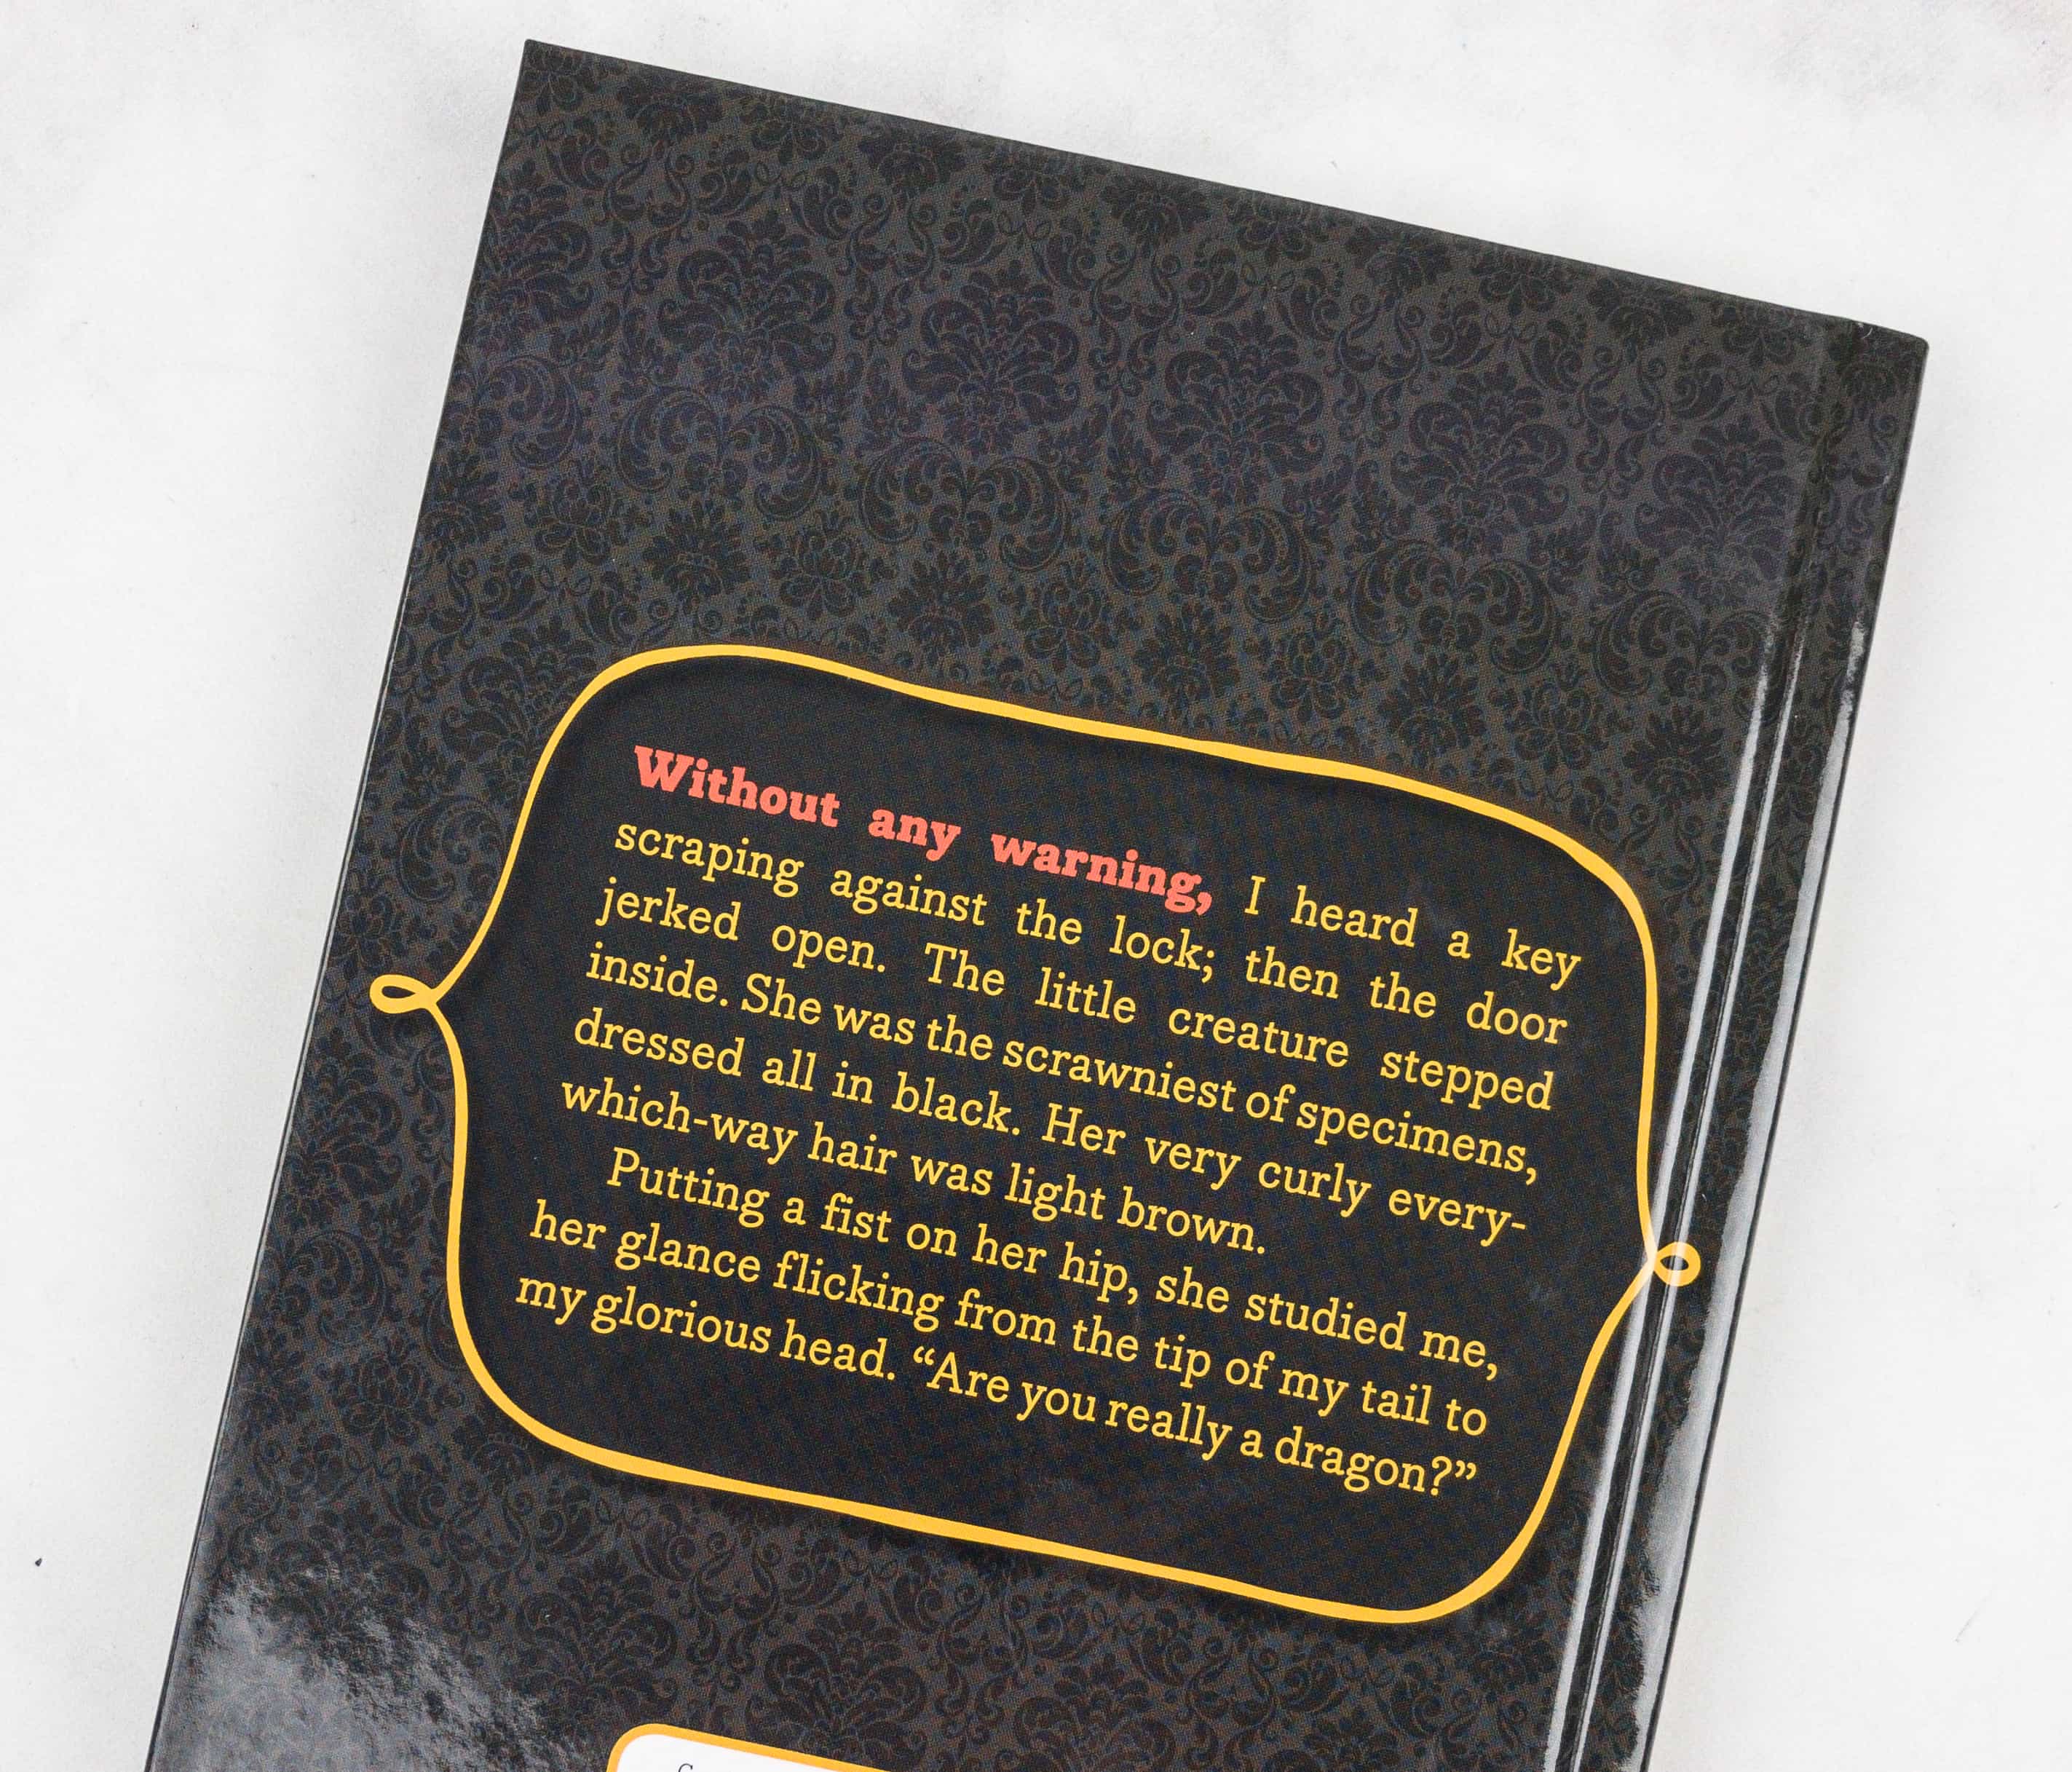 Without any warning, I heard a key
scraping against the lock; then the door
jerked open. The little creature stepped
inside. She was the scrawniest of specimens,
dressed all in black. Her very curly every-
which-way hair was light brown.
Putting a fist on her hip, she studied me,
her glance flicking from the tip of my tail to
my glorious head. “Are you really a dragon?”